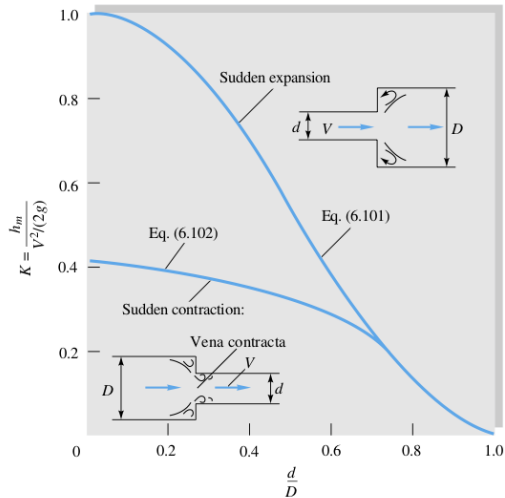 1.0
Sudden expansion
0.8
d V D
0.6
Eq. (6.101)
Eq. (6.102)
K = h_m / V²/(2g)
0.4
Sudden contraction:
Vena contracta
0.2
V
D d
0 0.2 0.4 0.6 0.8 1.0
d
D